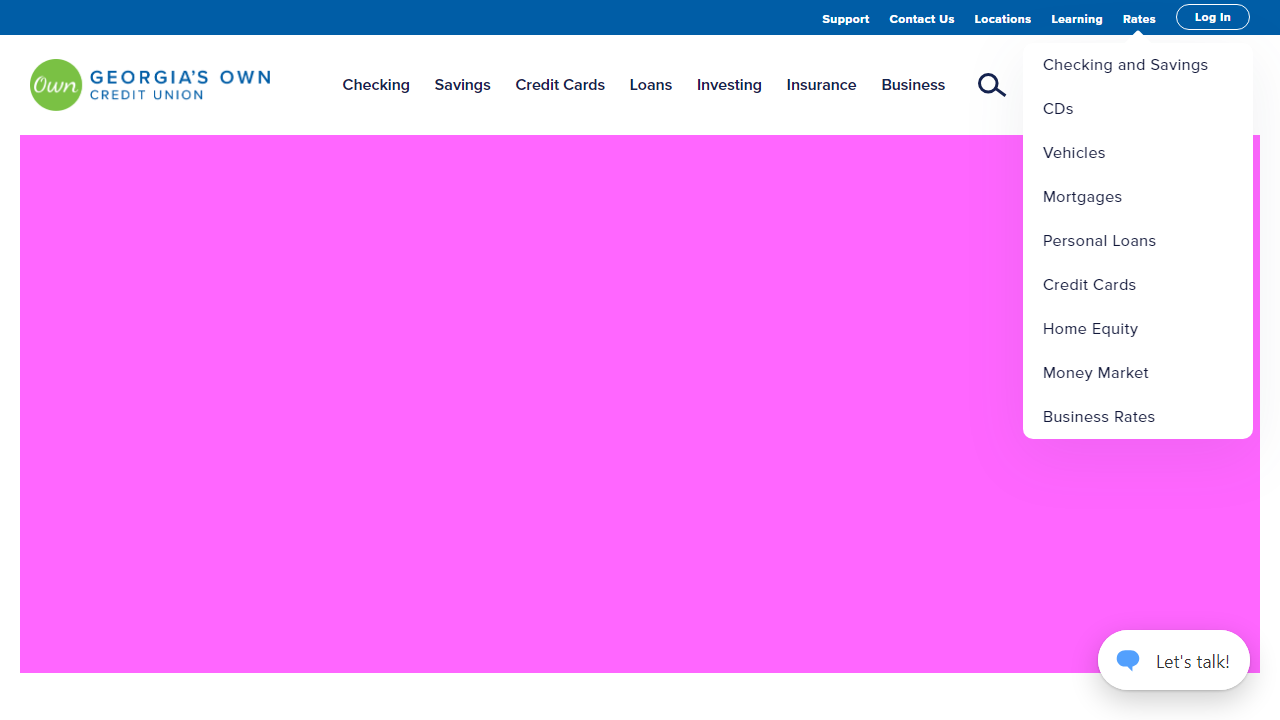 Support Contact Us Locations Learning Rates Log In
Own GEORGIA'S OWN
CREDIT UNION
Checking Savings Credit Cards Loans Investing Insurance Business
Checking and Savings
CDs
Vehicles
Mortgages
Personal Loans
Credit Cards
Home Equity
Money Market
Business Rates
Let's talk!